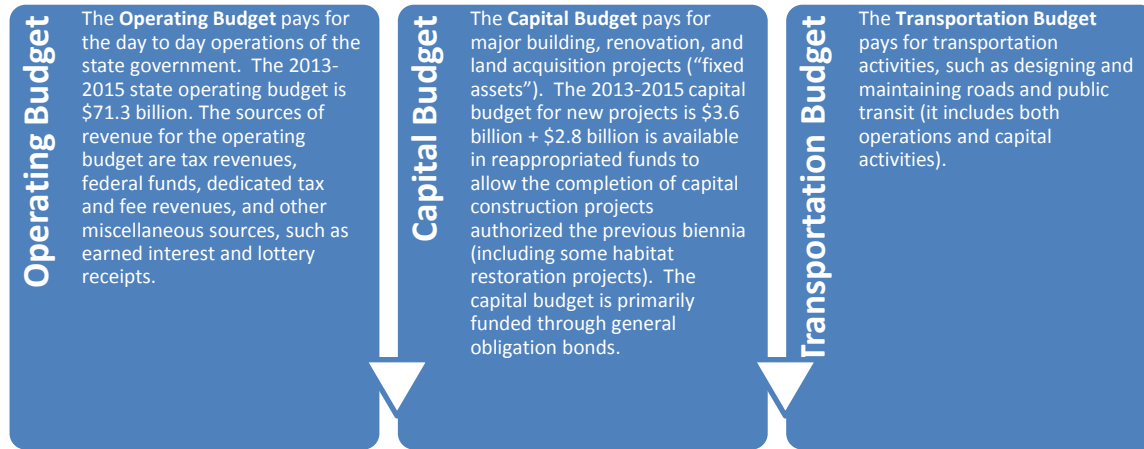 Operating Budget
The Operating Budget pays for
the day to day operations of the
state government.  The 2013-
2015 state operating budget is
$71.3 billion. The sources of
revenue for the operating
budget are tax revenues,
federal funds, dedicated tax
and fee revenues, and other
miscellaneous sources, such as
earned interest and lottery
receipts.
Capital Budget
The Capital Budget pays for
major building, renovation, and
land acquisition projects (“fixed
assets”).  The 2013-2015 capital
budget for new projects is $3.6
billion + $2.8 billion is available
in reappropriated funds to
allow the completion of capital
construction projects
authorized the previous biennia
(including some habitat
restoration projects).  The
capital budget is primarily
funded through general
obligation bonds.
Transportation Budget
The Transportation Budget
pays for transportation
activities, such as designing and
maintaining roads and public
transit (it includes both
operations and capital
activities).